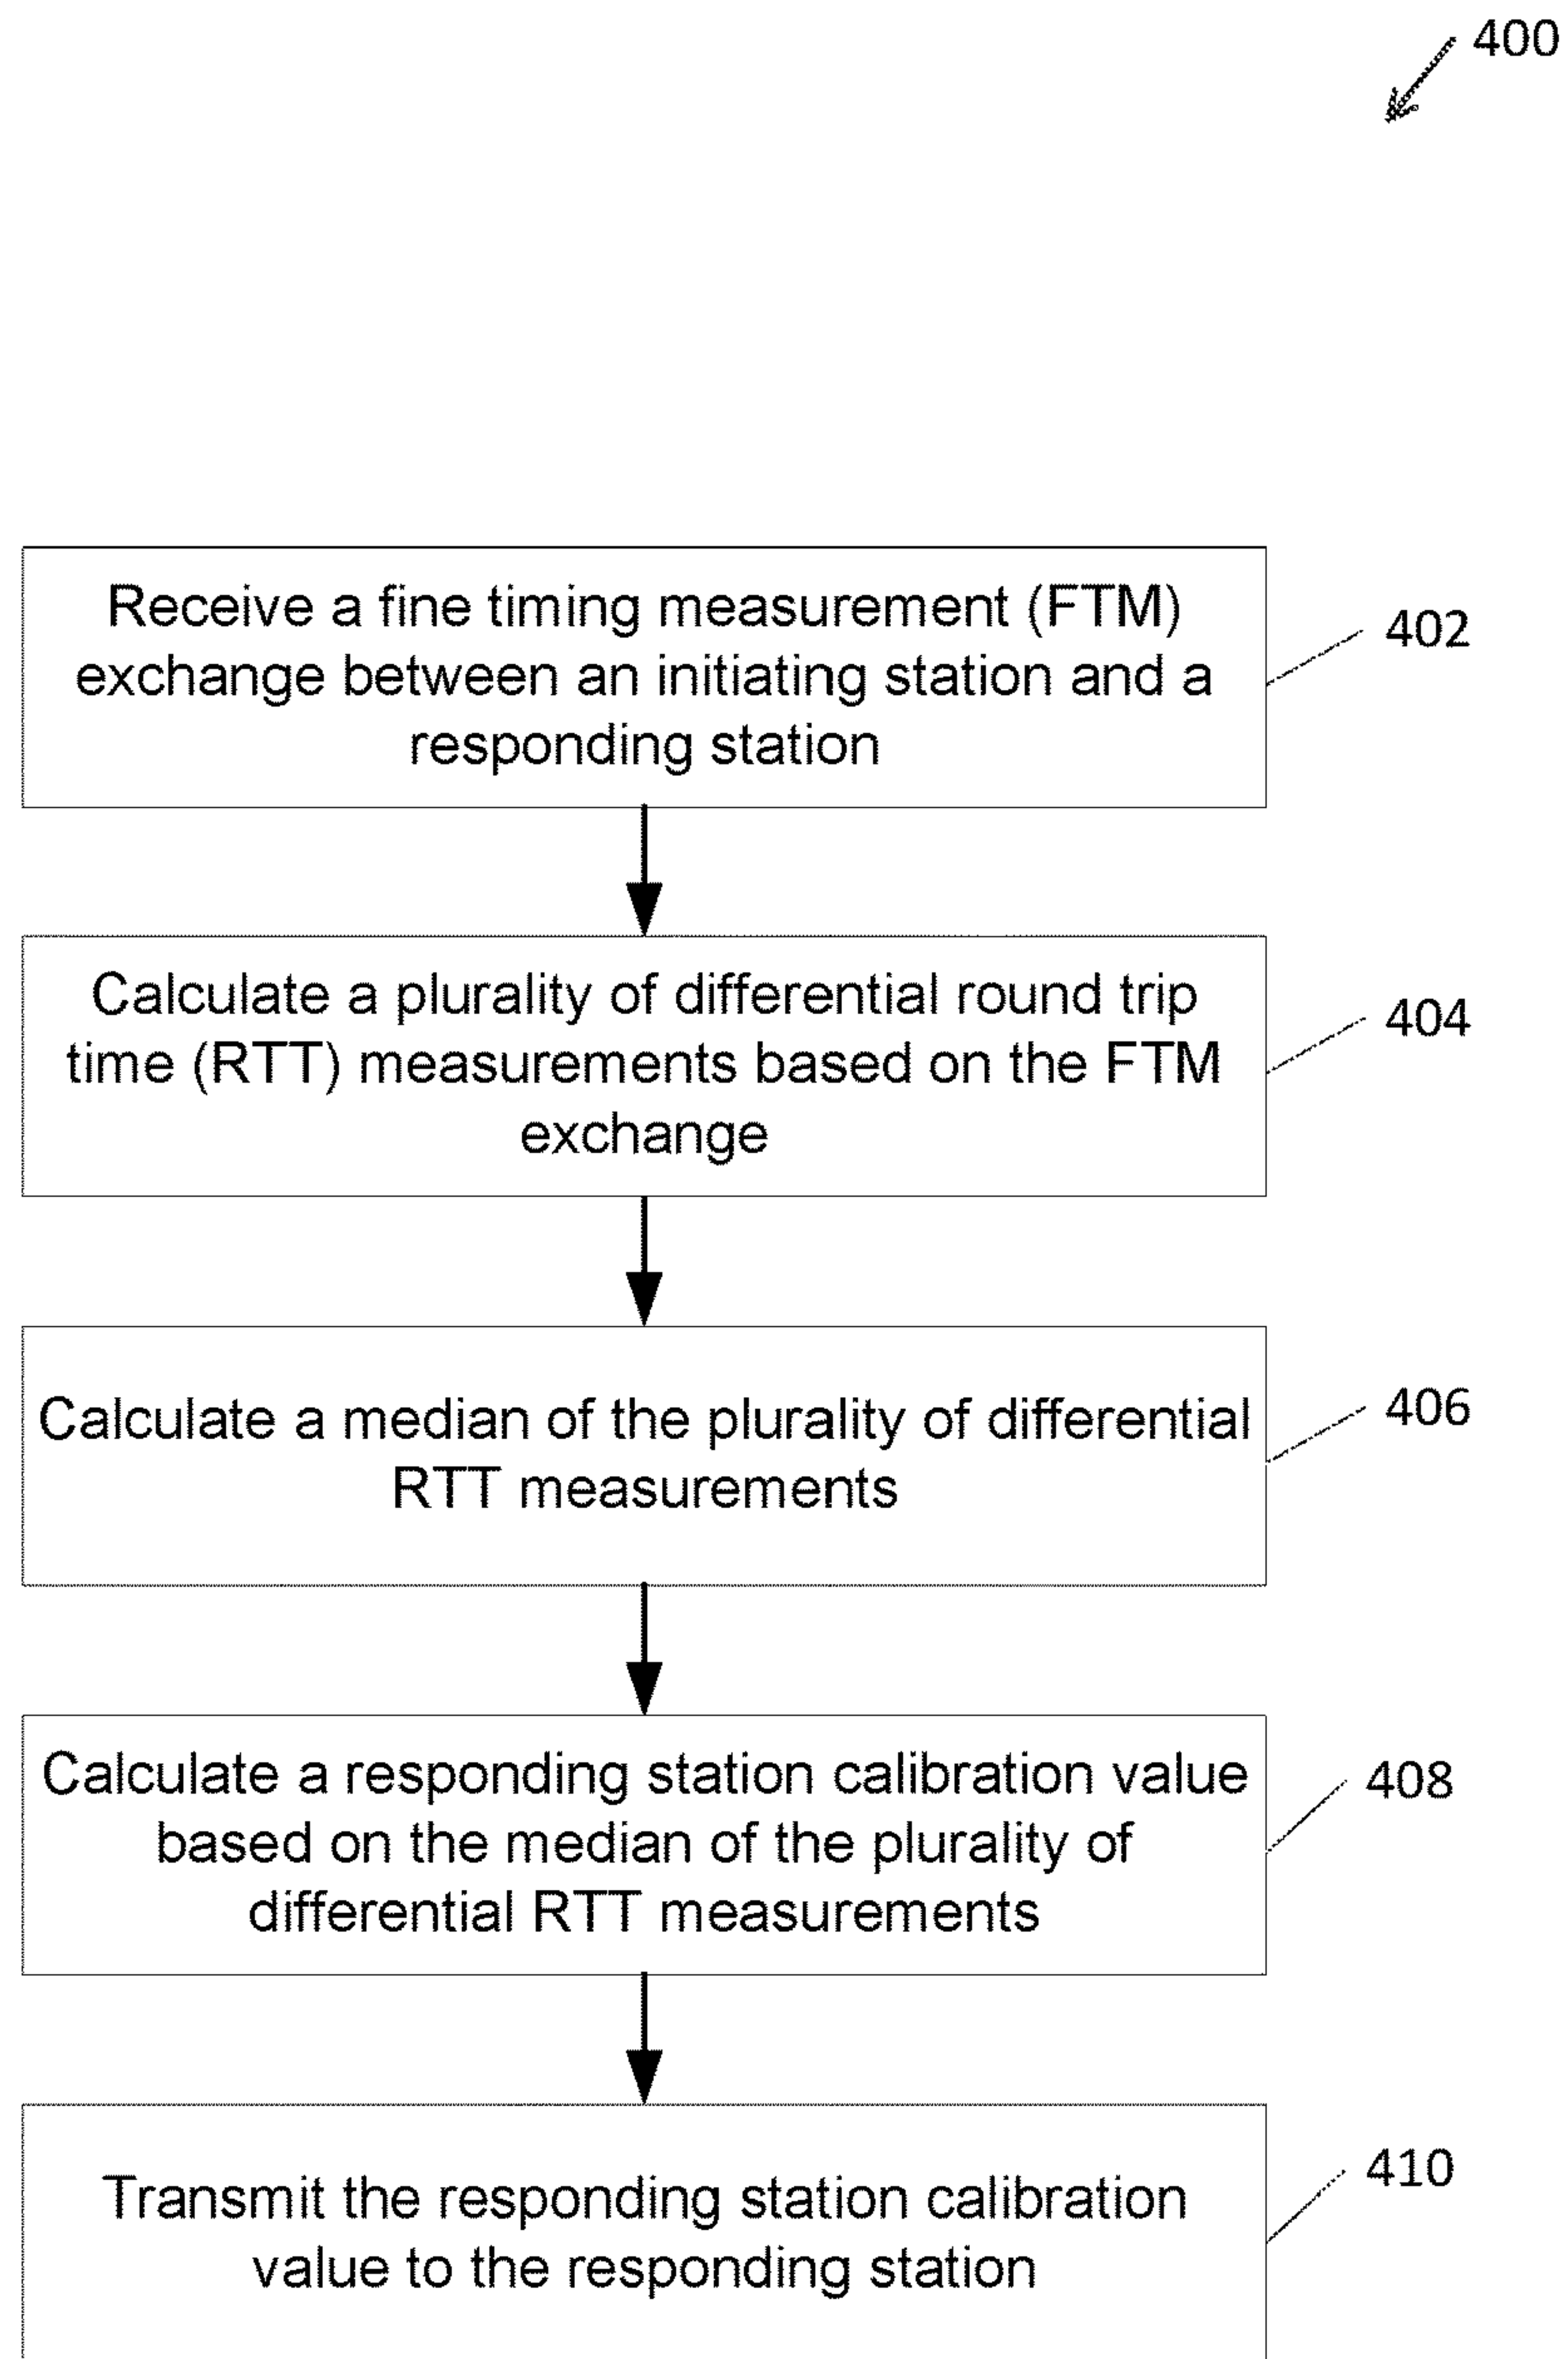 400
Receive a fine timing measurement (FTM)
exchange between an initiating station and a
responding station
402
Calculate a plurality of differential round trip
time (RTT) measurements based on the FTM
exchange
404
Calculate a median of the plurality of differential
RTT measurements
406
Calculate a responding station calibration value
based on the median of the plurality of
differential RTT measurements
408
Transmit the responding station calibration
value to the responding station
410